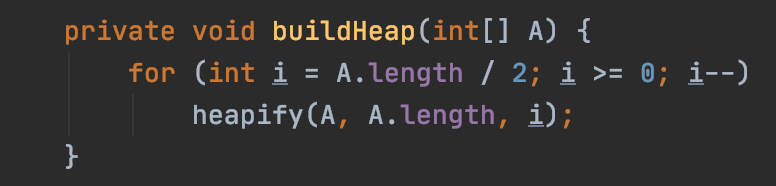 private void buildHeap(int[] A) {
    for (int i = A.length / 2; i >= 0; i--)
        heapify(A, A.length, i);
}